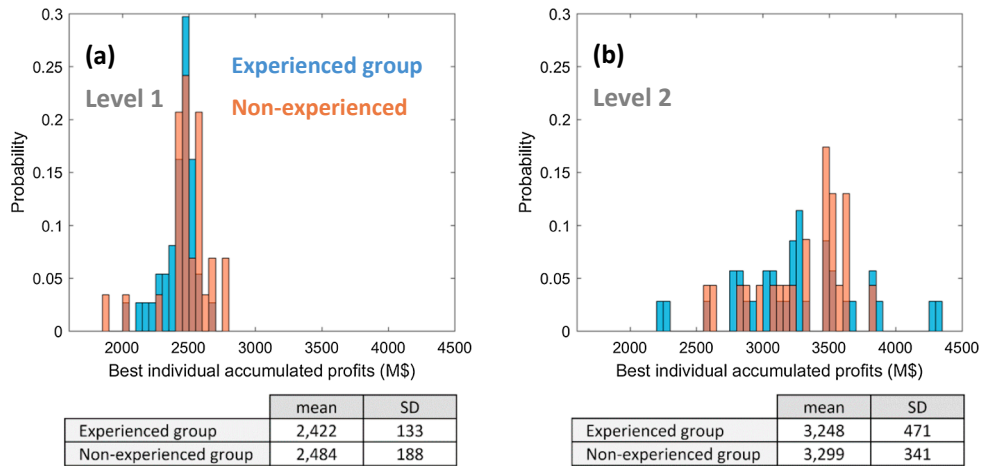 0.3
0.25
0.2
0.15
0.1
0.05
0
Probability
(a)
Level 1
Experienced group
Non-experienced
2000 2500 3000 3500 4000 4500
Best individual accumulated profits (M$)
mean SD
Experienced group 2,422 133
Non-experienced group 2,484 188
0.3
0.25
0.2
0.15
0.1
0.05
0
Probability
(b)
Level 2
2000 2500 3000 3500 4000 4500
Best individual accumulated profits (M$)
mean SD
Experienced group 3,248 471
Non-experienced group 3,299 341